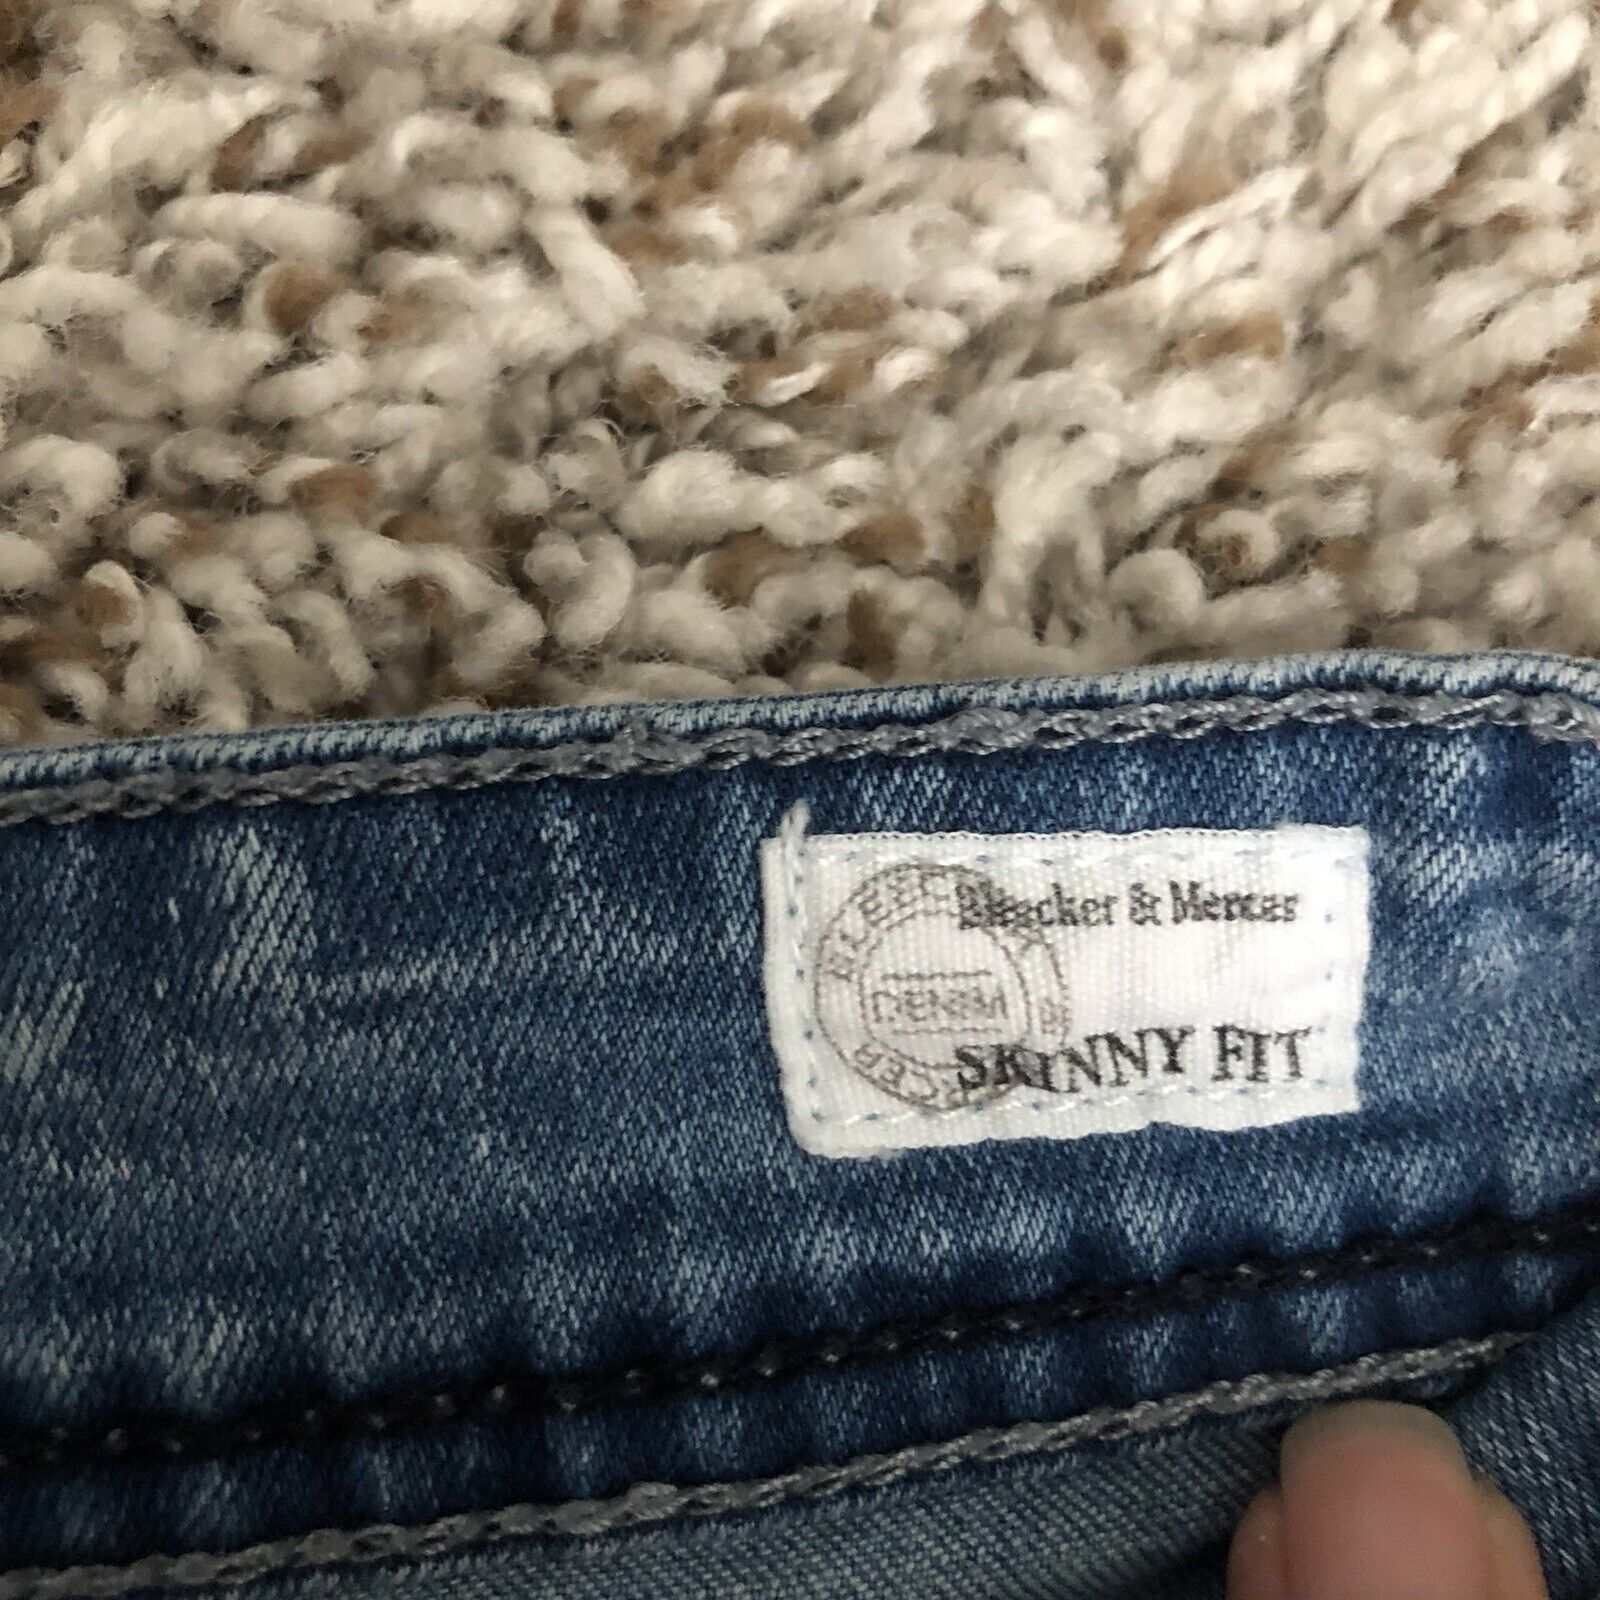 Bleecker & Mercer
DENIM
SKINNY FIT